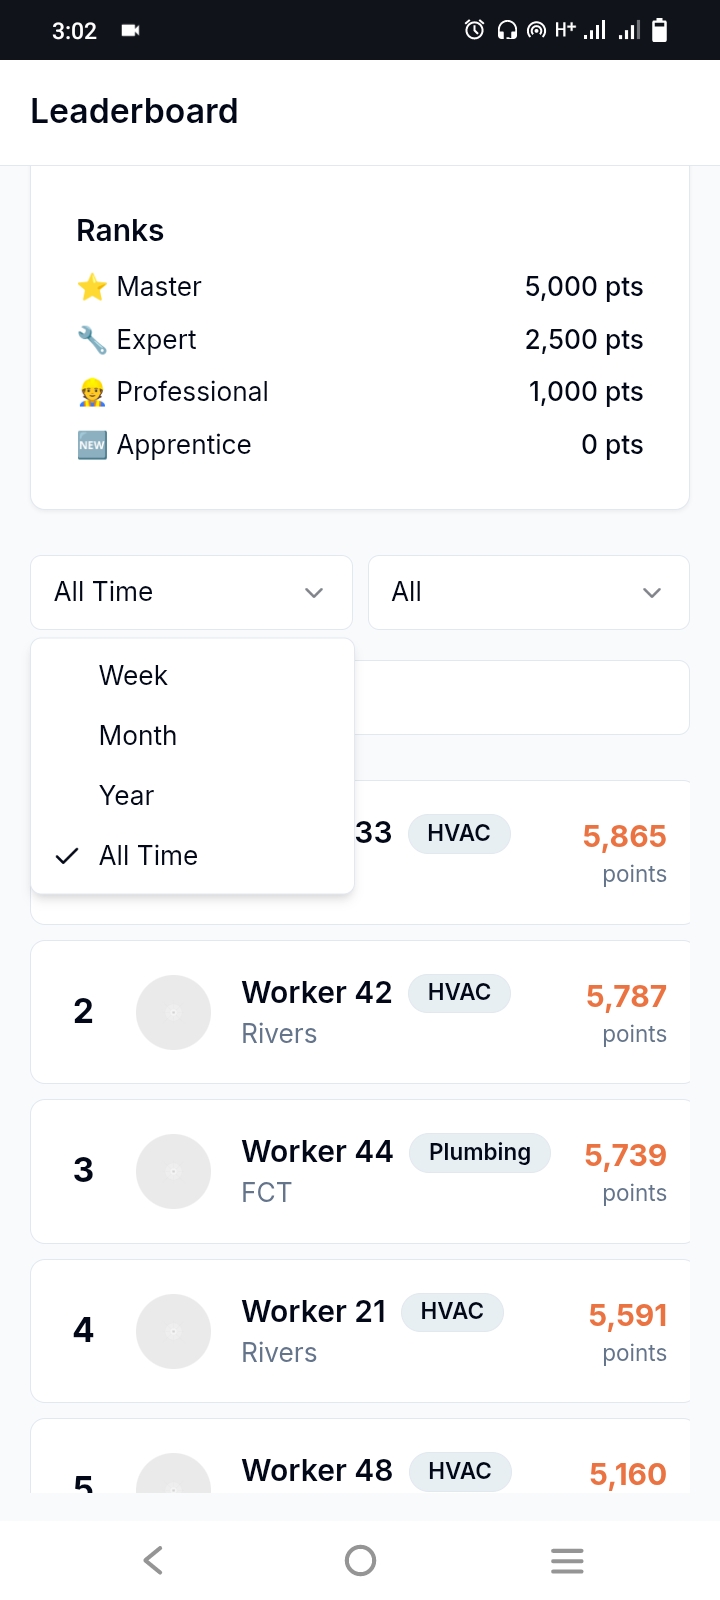 3:02
H+
Leaderboard
Ranks
⭐ Master 5,000 pts
🔧 Expert 2,500 pts
👷 Professional 1,000 pts
🆕 Apprentice 0 pts
All Time All
Week
Month
Year
✓ All Time
33 HVAC 5,865
points
2 Worker 42 HVAC 5,787
Rivers points
3 Worker 44 Plumbing 5,739
FCT points
4 Worker 21 HVAC 5,591
Rivers points
5 Worker 48 HVAC 5,160